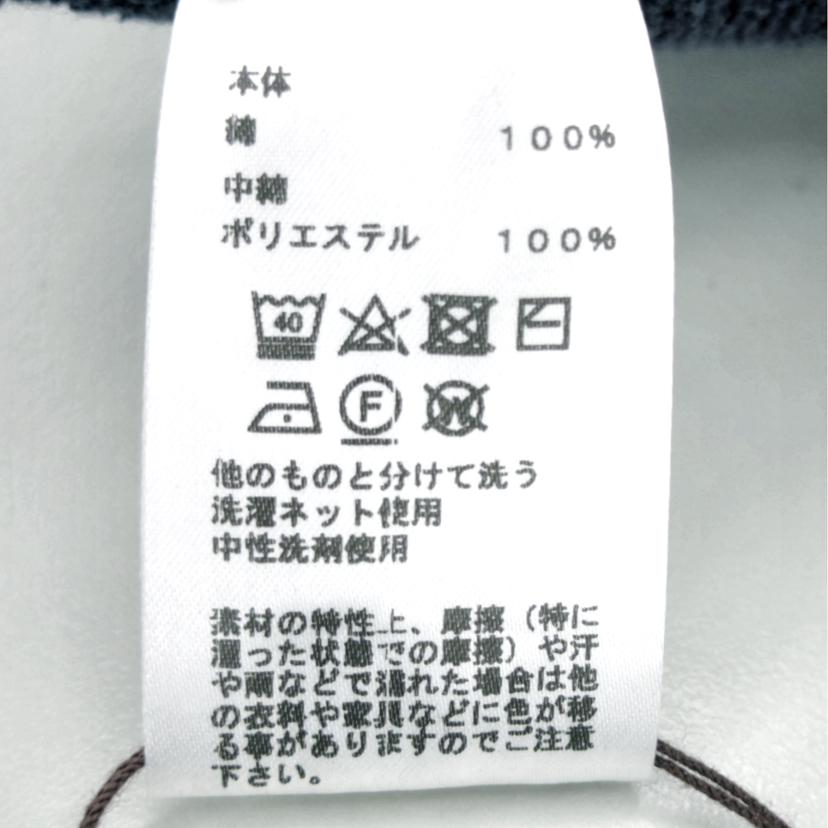 本体
綿 100%
中綿
ポリエステル 100%
40
F
W
他のものと分けて洗う
洗濯ネット使用
中性洗剤使用
素材の特性上、摩擦（特に
湿った状態での摩擦）や汗
や雨などで濡れた場合は他
の衣料や家具などに色が移
る事がありますのでご注意
下さい。